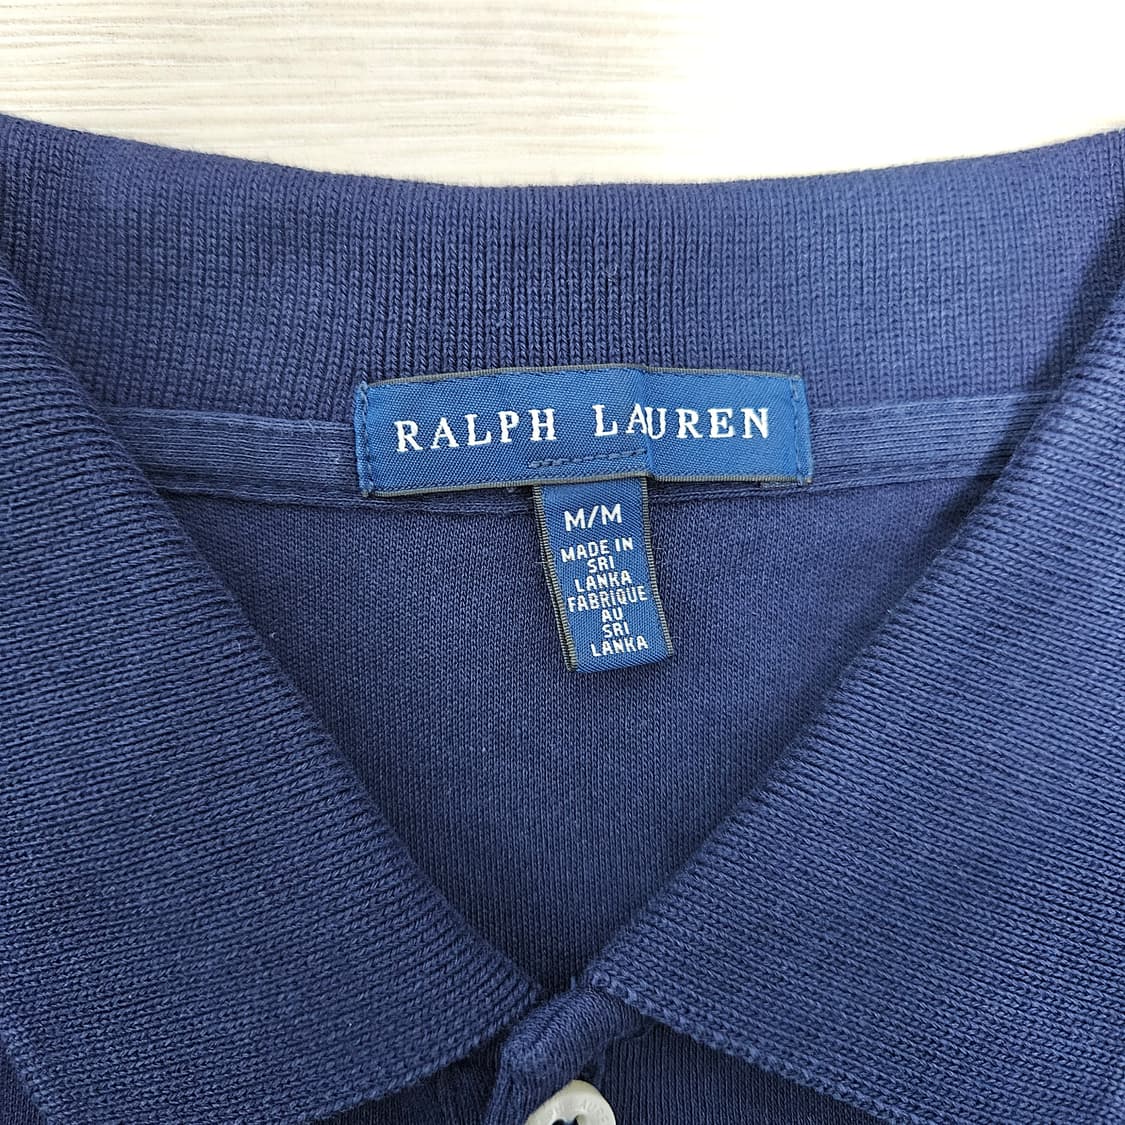 RALPH LAUREN
M/M
MADE IN
SRI
LANKA
FABRIQUE
AU
SRI
LANKA